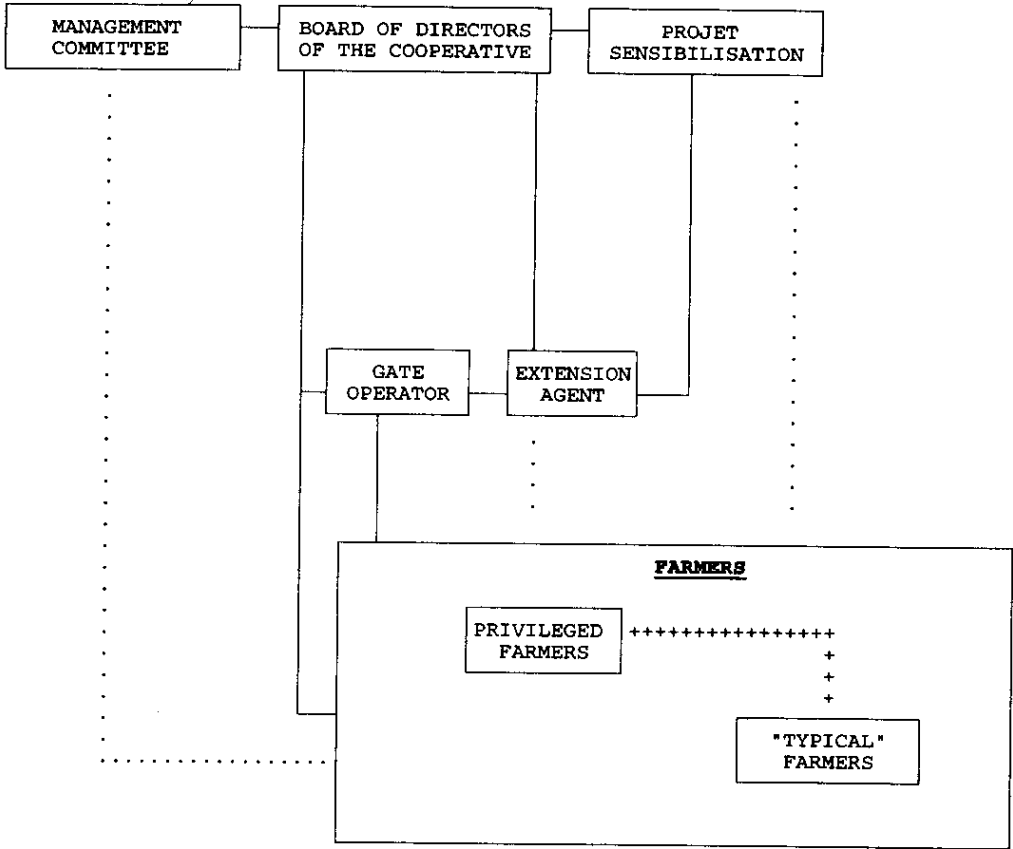 MANAGEMENT
COMMITTEE
BOARD OF DIRECTORS
OF THE COOPERATIVE
PROJET
SENSIBILISATION
GATE
OPERATOR
EXTENSION
AGENT
FARMERS
PRIVILEGED
FARMERS
"TYPICAL"
FARMERS